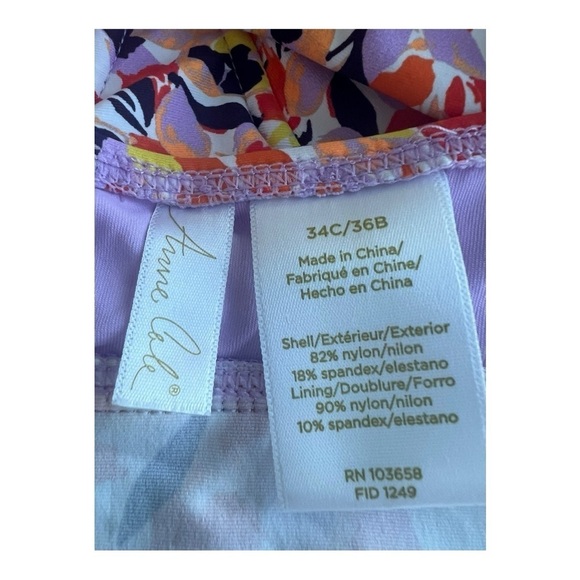 Anne Cole®
34C/36B
Made in China/
Fabriqué en Chine/
Hecho en China
Shell/Extérieur/Exterior
82% nylon/nilon
18% spandex/elestano
Lining/Doublure/Forro
90% nylon/nilon
10% spandex/elestano
RN 103658
FID 1249